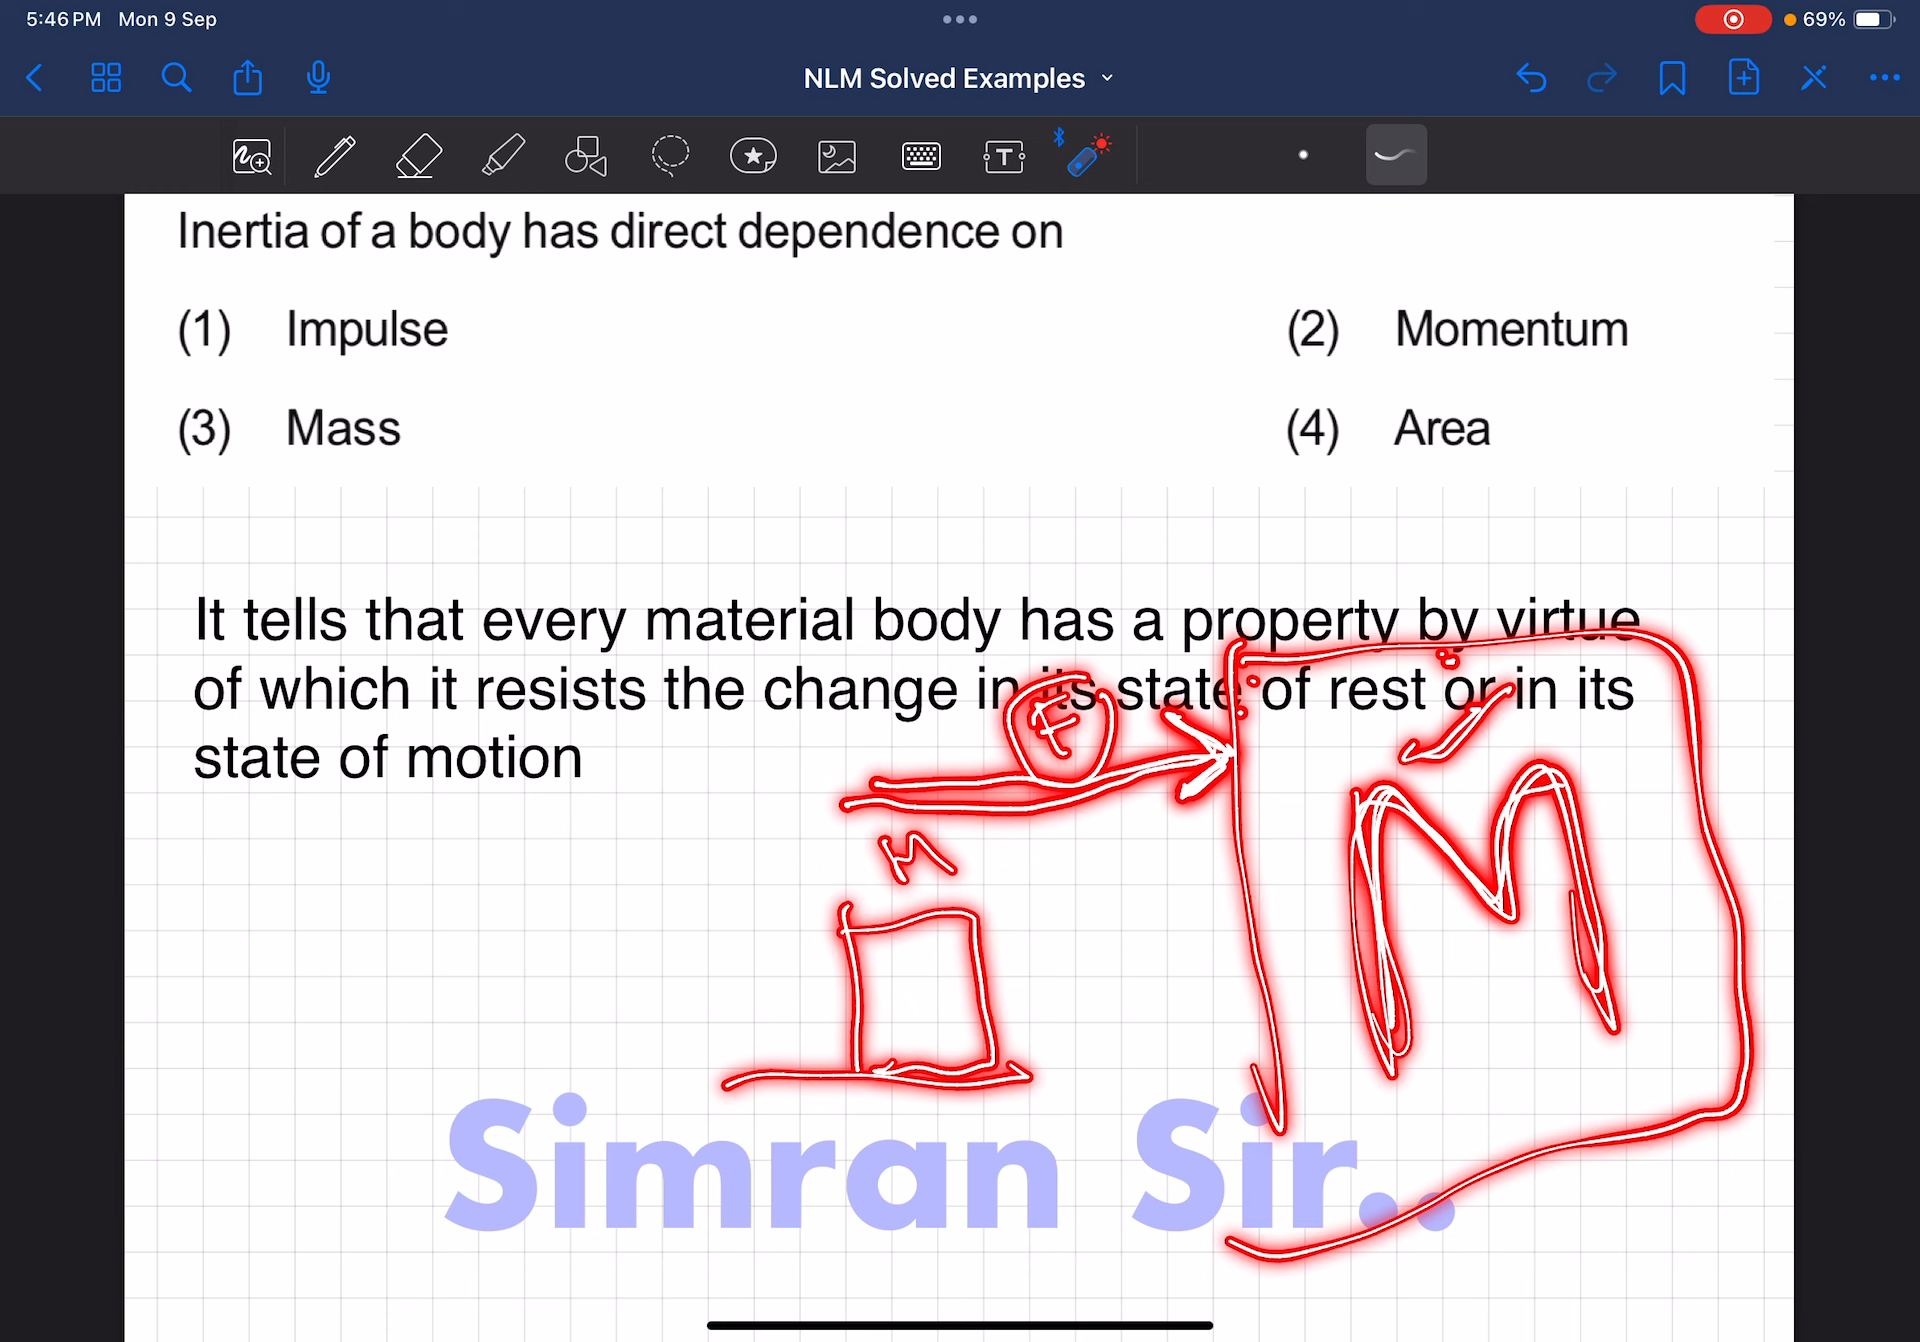 5:46 PM Mon 9 Sep
69%
NLM Solved Examples
Inertia of a body has direct dependence on
(1) Impulse
(2) Momentum
(3) Mass
(4) Area
It tells that every material body has a property by virtue
of which it resists the change in its state of rest or in its
state of motion
F
M
M
Simran Sir..